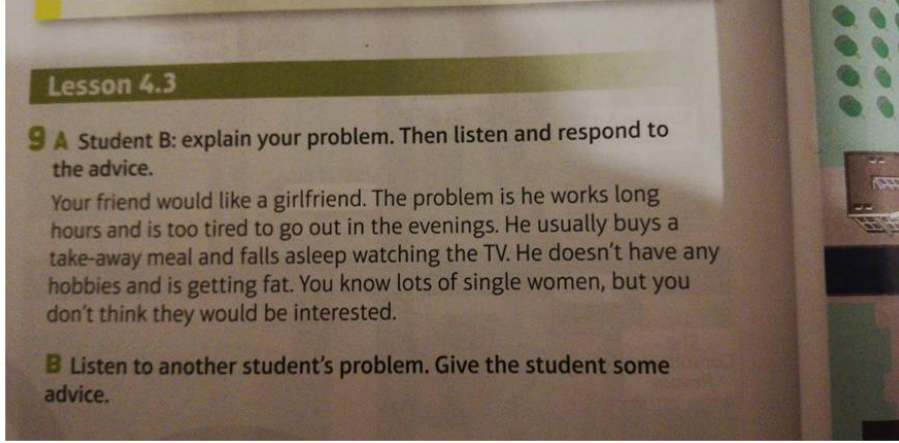 Lesson 4.3
9 A Student B: explain your problem. Then listen and respond to
the advice.
Your friend would like a girlfriend. The problem is he works long
hours and is too tired to go out in the evenings. He usually buys a
take-away meal and falls asleep watching the TV. He doesn't have any
hobbies and is getting fat. You know lots of single women, but you
don't think they would be interested.
B Listen to another student's problem. Give the student some
advice.